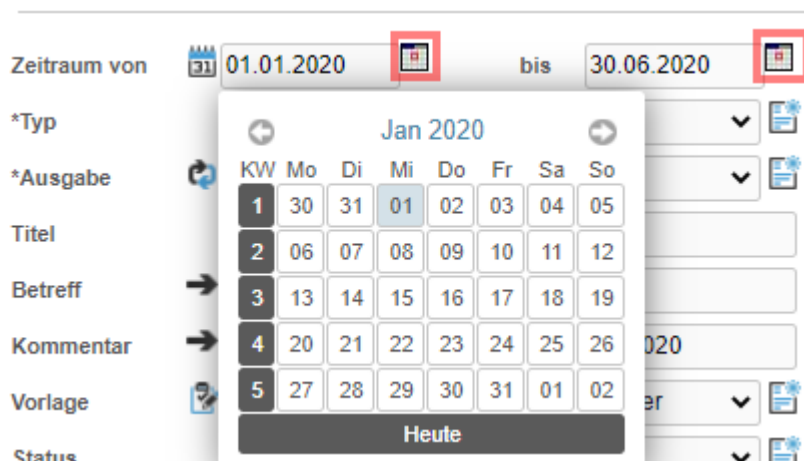 Zeitraum von 31 01.01.2020 bis 30.06.2020
*Typ
Jan 2020
*Ausgabe
KW Mo Di Mi Do Fr Sa So
1 30 31 01 02 03 04 05
Titel
2 06 07 08 09 10 11 12
Betreff
3 13 14 15 16 17 18 19
Kommentar
4 20 21 22 23 24 25 26
020
5 27 28 29 30 31 01 02
Vorlage
er
Heute
Status